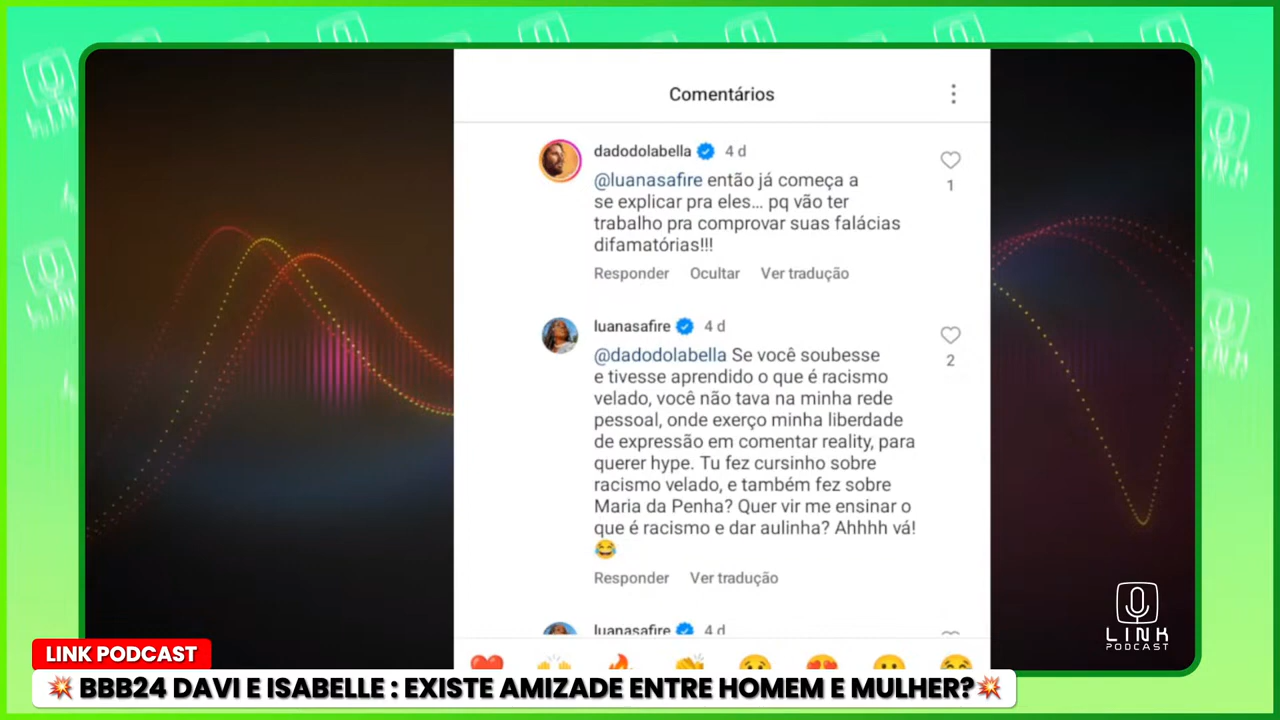 Comentários
dadodolabella 4 d
@luanasafire então já começa a
se explicar pra eles... pq vão ter
trabalho pra comprovar suas falácias
difamatórias!!!
1
Responder Ocultar Ver tradução
luanasafire 4 d
@dadodolabella Se você soubesse
e tivesse aprendido o que é racismo
velado, você não tava na minha rede
pessoal, onde exerço minha liberdade
de expressão em comentar reality, para
querer hype. Tu fez cursinho sobre
racismo velado, e também fez sobre
Maria da Penha? Quer vir me ensinar o
que é racismo e dar aulinha? Ahhhh vá!
😂
2
Responder Ver tradução
luanasafire 4 d
LINK
PODCAST
LINK PODCAST
💥 BBB24 DAVI E ISABELLE : EXISTE AMIZADE ENTRE HOMEM E MULHER?💥
LINK
LINK
LINK
LINK